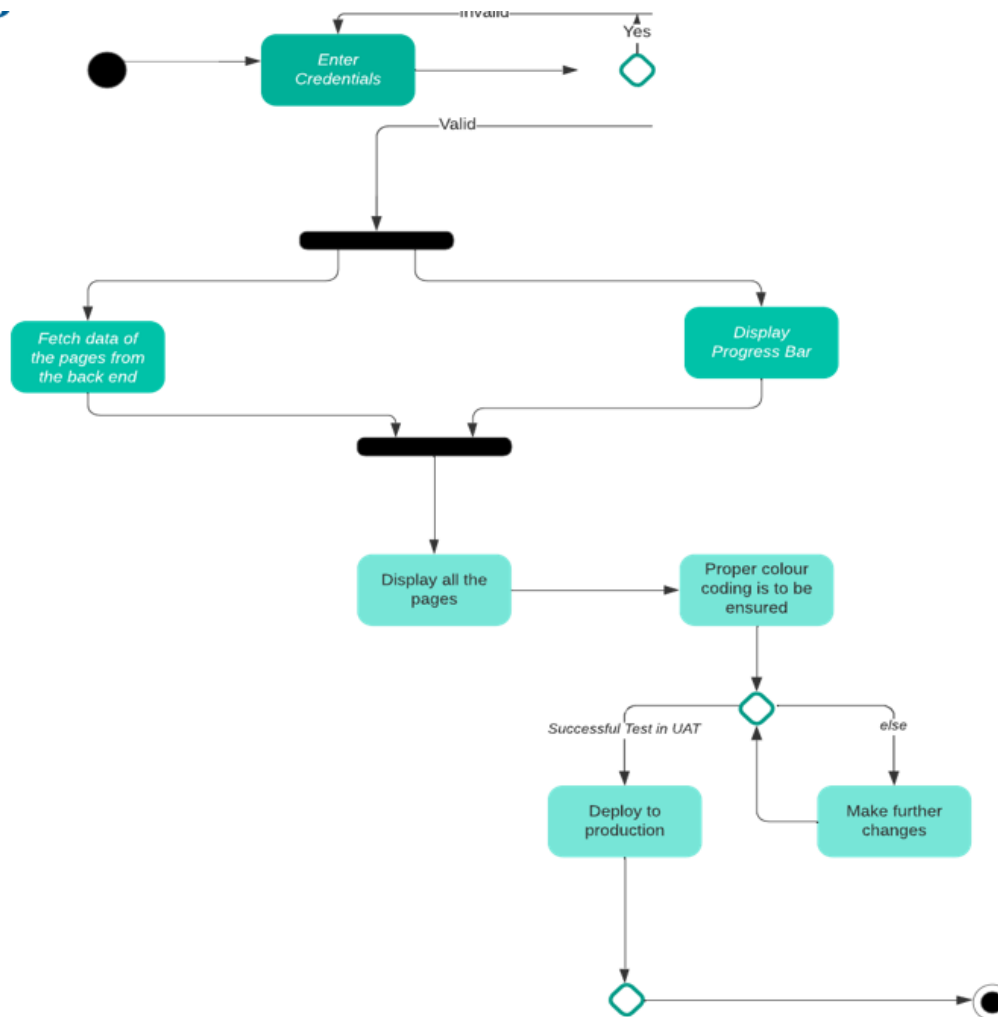 Invalid
Yes
Enter
Credentials
Valid
Fetch data of
the pages from
the back end
Display
Progress Bar
Display all the
pages
Proper colour
coding is to be
ensured
Successful Test in UAT
else
Deploy to
production
Make further
changes